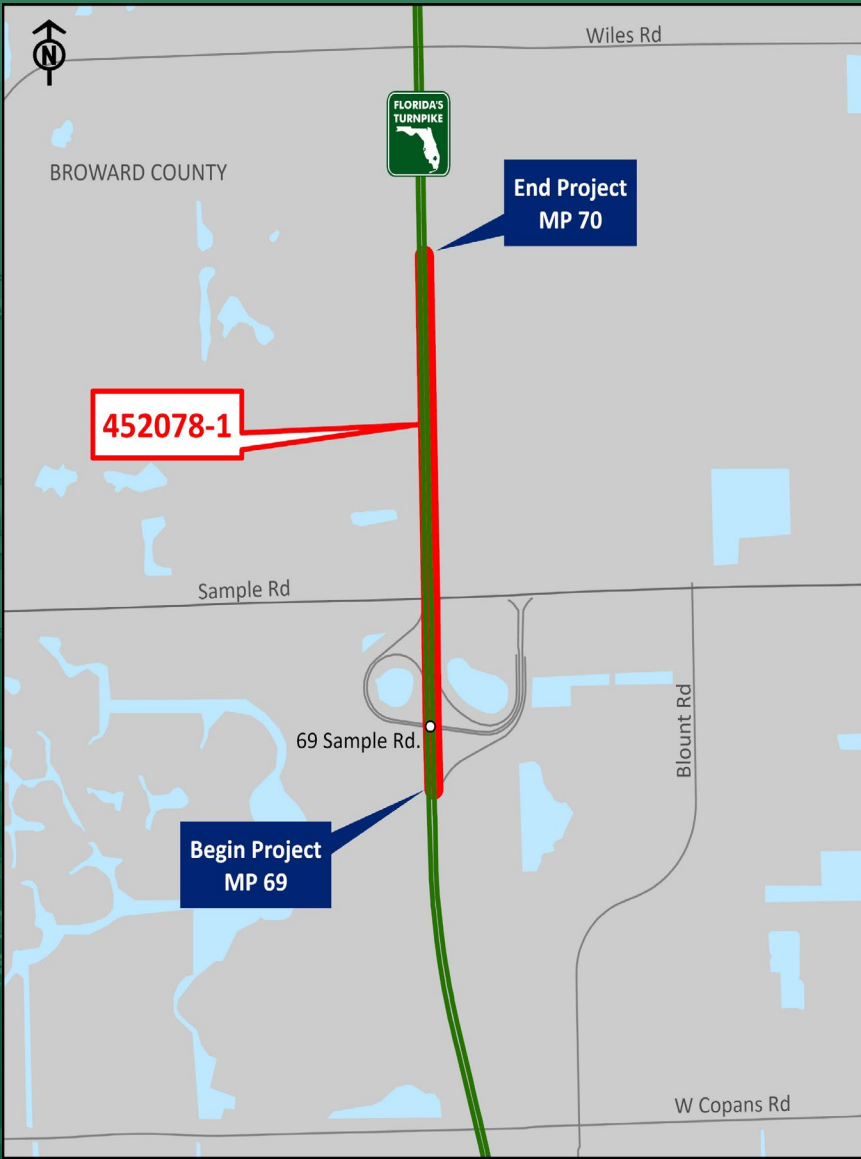 N
Wiles Rd
FLORIDA'S
TURNPIKE
BROWARD COUNTY
End Project
MP 70
452078-1
Sample Rd
69 Sample Rd.
Blount Rd
Begin Project
MP 69
W Copans Rd